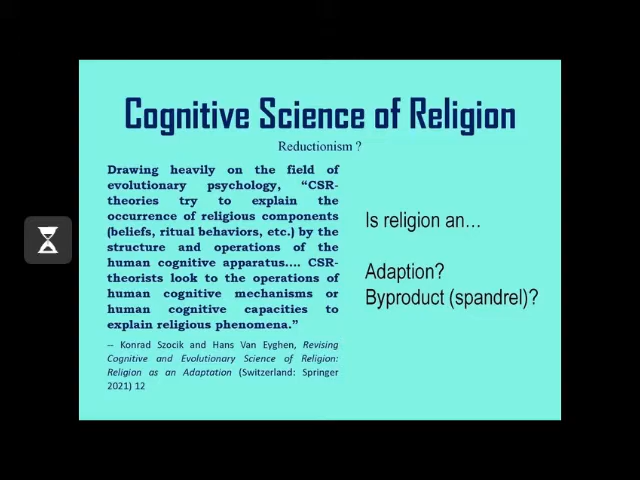 Cognitive Science of Religion
Reductionism ?
Drawing heavily on the field of
evolutionary psychology, “CSR-
theories try to explain the
occurrence of religious components
(beliefs, ritual behaviors, etc.) by the
structure and operations of the
human cognitive apparatus…. CSR-
theorists look to the operations of
human cognitive mechanisms or
human cognitive capacities to
explain religious phenomena.”
– Konrad Szocik and Hans Van Eyghen, Revising
Cognitive and Evolutionary Science of Religion:
Religion as an Adaptation (Switzerland: Springer
2021) 12
Is religion an…
Adaption?
Byproduct (spandrel)?